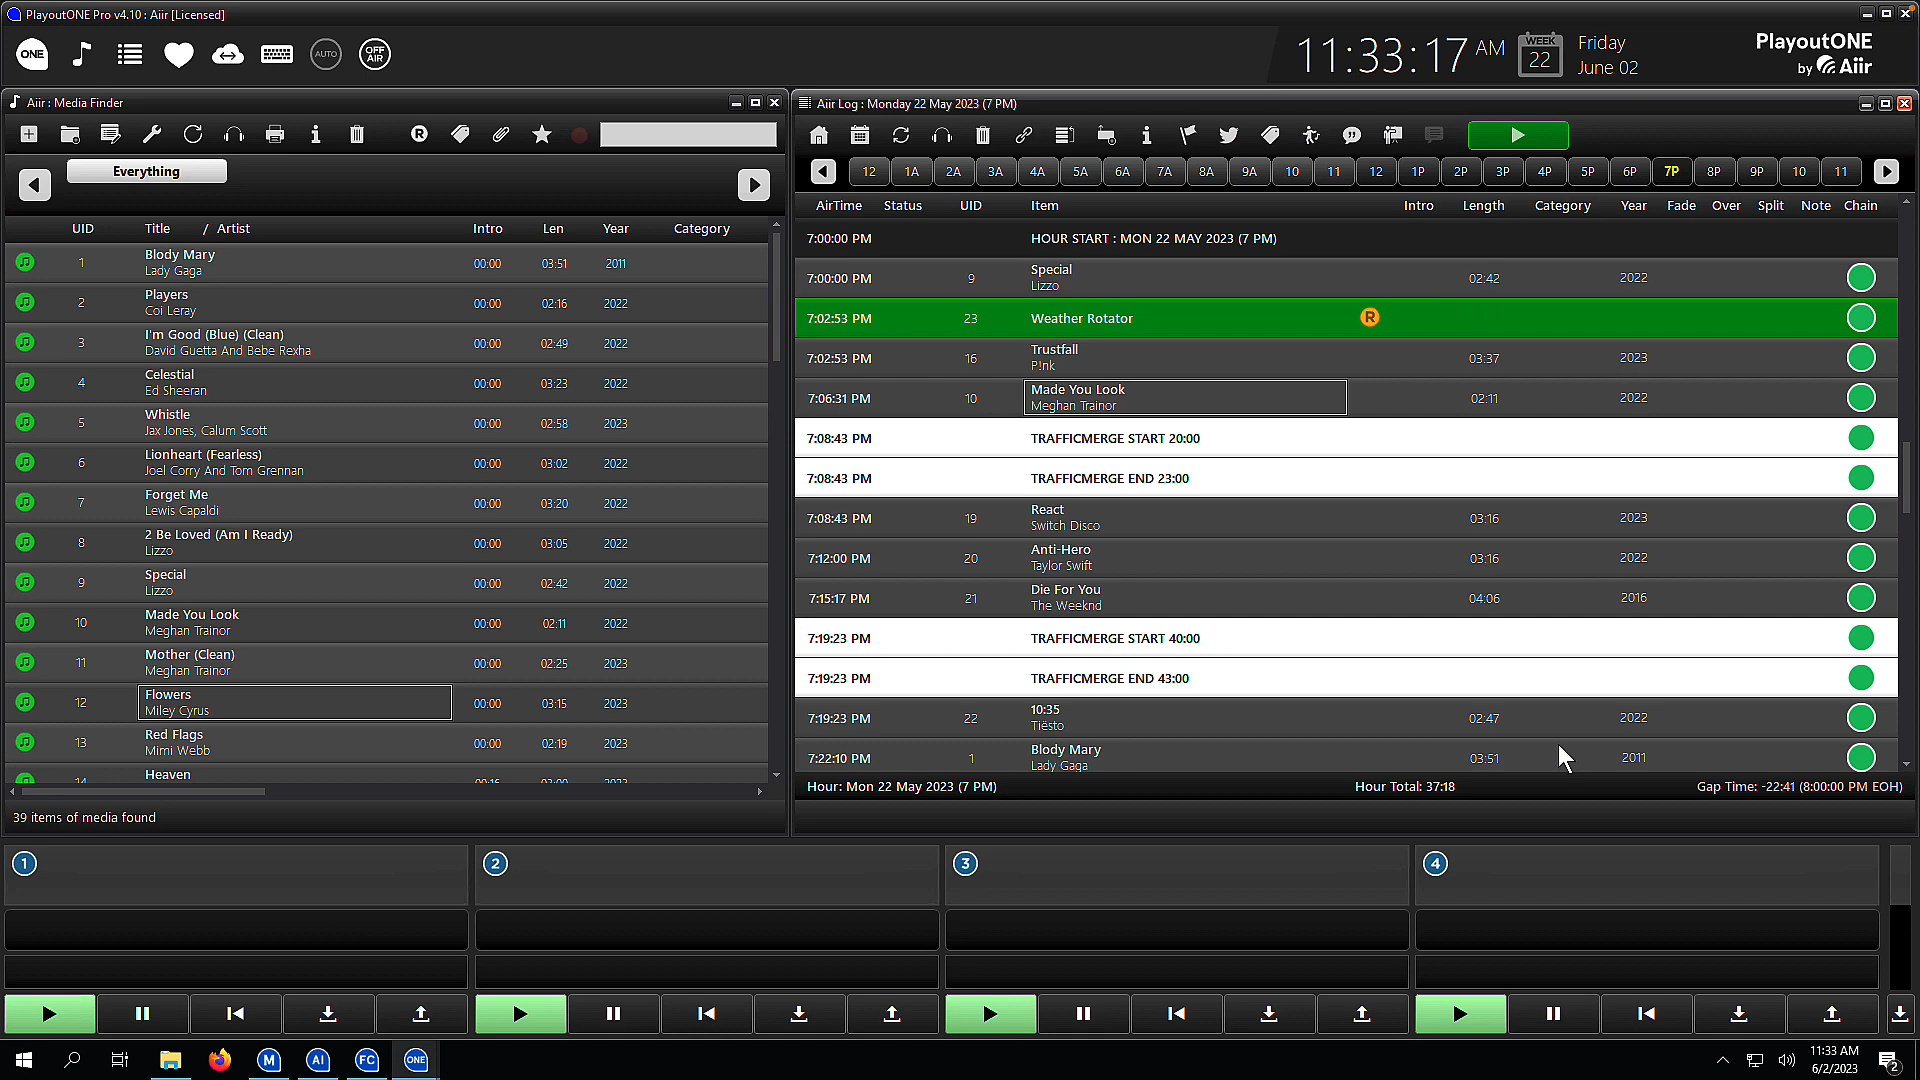 PlayoutONE Pro v4.10 : Aiir [Licensed]
ONE
AUTO
OFF AIR
11:33:17 AM
WEEK
22
Friday
June 02
PlayoutONE
by Aiir
Aiir : Media Finder
R
Everything
UID Title / Artist Intro Len Year Category
1 Blody Mary 00:00 03:51 2011
Lady Gaga
2 Players 00:00 02:16 2022
Coi Leray
3 I'm Good (Blue) (Clean) 00:00 02:49 2022
David Guetta And Bebe Rexha
4 Celestial 00:00 03:23 2022
Ed Sheeran
5 Whistle 00:00 02:58 2023
Jax Jones, Calum Scott
6 Lionheart (Fearless) 00:00 03:02 2022
Joel Corry And Tom Grennan
7 Forget Me 00:00 03:20 2022
Lewis Capaldi
8 2 Be Loved (Am I Ready) 00:00 03:05 2022
Lizzo
9 Special 00:00 02:42 2022
Lizzo
10 Made You Look 00:00 02:11 2022
Meghan Trainor
11 Mother (Clean) 00:00 02:25 2023
Meghan Trainor
12 Flowers 00:00 03:15 2023
Miley Cyrus
13 Red Flags 00:00 02:19 2023
Mimi Webb
14 Heaven 00:16 03:00 2023
39 items of media found
Aiir Log : Monday 22 May 2023 (7 PM)
12 1A 2A 3A 4A 5A 6A 7A 8A 9A 10 11 12 1P 2P 3P 4P 5P 6P 7P 8P 9P 10 11
AirTime Status UID Item Intro Length Category Year Fade Over Split Note Chain
7:00:00 PM HOUR START : MON 22 MAY 2023 (7 PM)
7:00:00 PM 9 Special 02:42 2022
Lizzo
7:02:53 PM 23 Weather Rotator R
7:02:53 PM 16 Trustfall 03:37 2023
P!nk
7:06:31 PM 10 Made You Look 02:11 2022
Meghan Trainor
7:08:43 PM TRAFFICMERGE START 20:00
7:08:43 PM TRAFFICMERGE END 23:00
7:08:43 PM 19 React 03:16 2023
Switch Disco
7:12:00 PM 20 Anti-Hero 03:16 2022
Taylor Swift
7:15:17 PM 21 Die For You 04:06 2016
The Weeknd
7:19:23 PM TRAFFICMERGE START 40:00
7:19:23 PM TRAFFICMERGE END 43:00
7:19:23 PM 22 10:35 02:47 2022
Tiësto
7:22:10 PM 1 Blody Mary 03:51 2011
Lady Gaga
Hour: Mon 22 May 2023 (7 PM) Hour Total: 37:18 Gap Time: -22:41 (8:00:00 PM EOH)
1
2
3
4
M
AI
FC
ONE
11:33 AM
6/2/2023
2